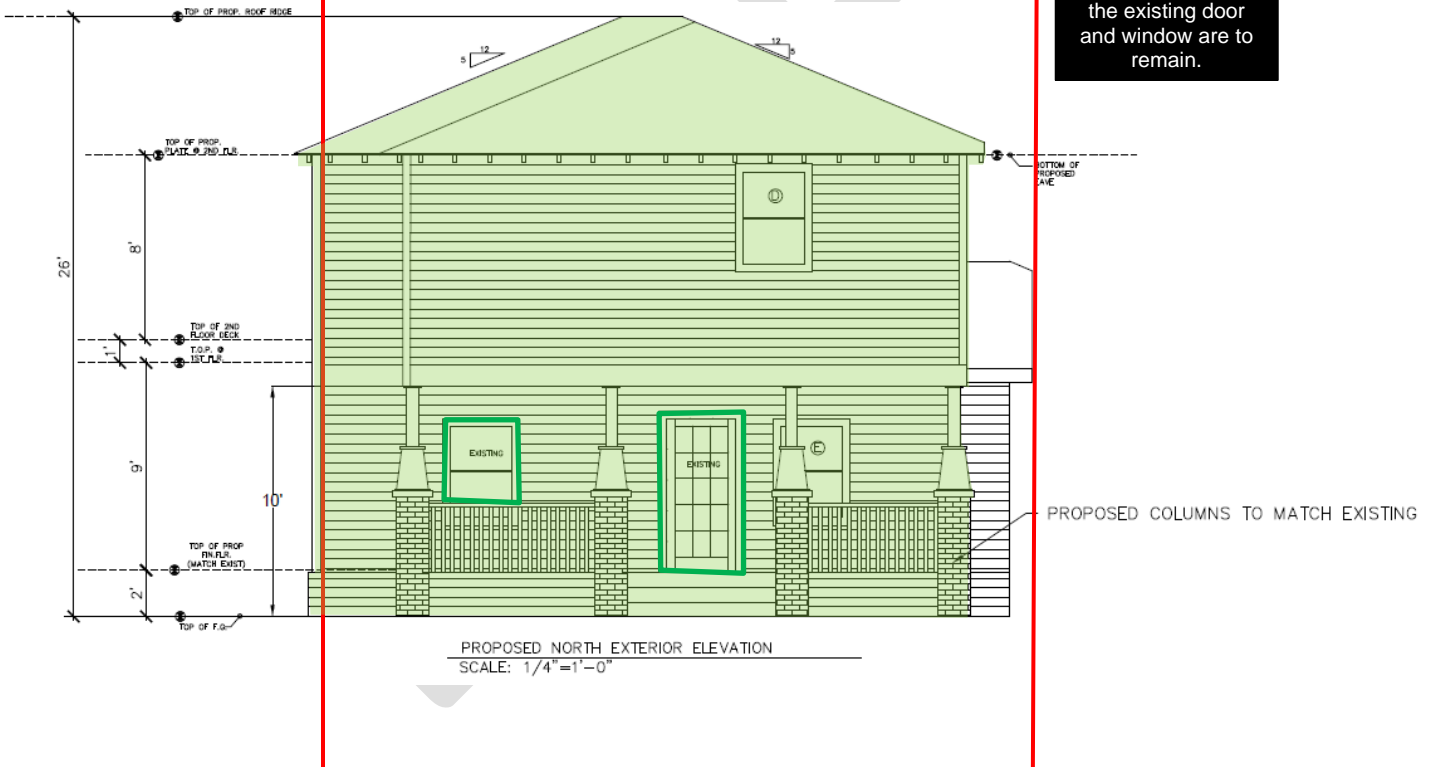 the existing door
and window are to
remain.
TOP OF PROP. ROOF RIDGE
12
5
12
5
TOP OF PROP.
PLATE @ 2ND FLR.
BOTTOM OF
PROPOSED
EAVE
D
8'
26'
TOP OF 2ND
FLOOR DECK
1'
T.O.P. @
1ST FLR.
EXISTING
EXISTING
E
9'
10'
PROPOSED COLUMNS TO MATCH EXISTING
TOP OF PROP
FIN.FLR.
(MATCH EXIST)
2'
TOP OF F.G.
PROPOSED NORTH EXTERIOR ELEVATION
SCALE: 1/4"=1'-0"